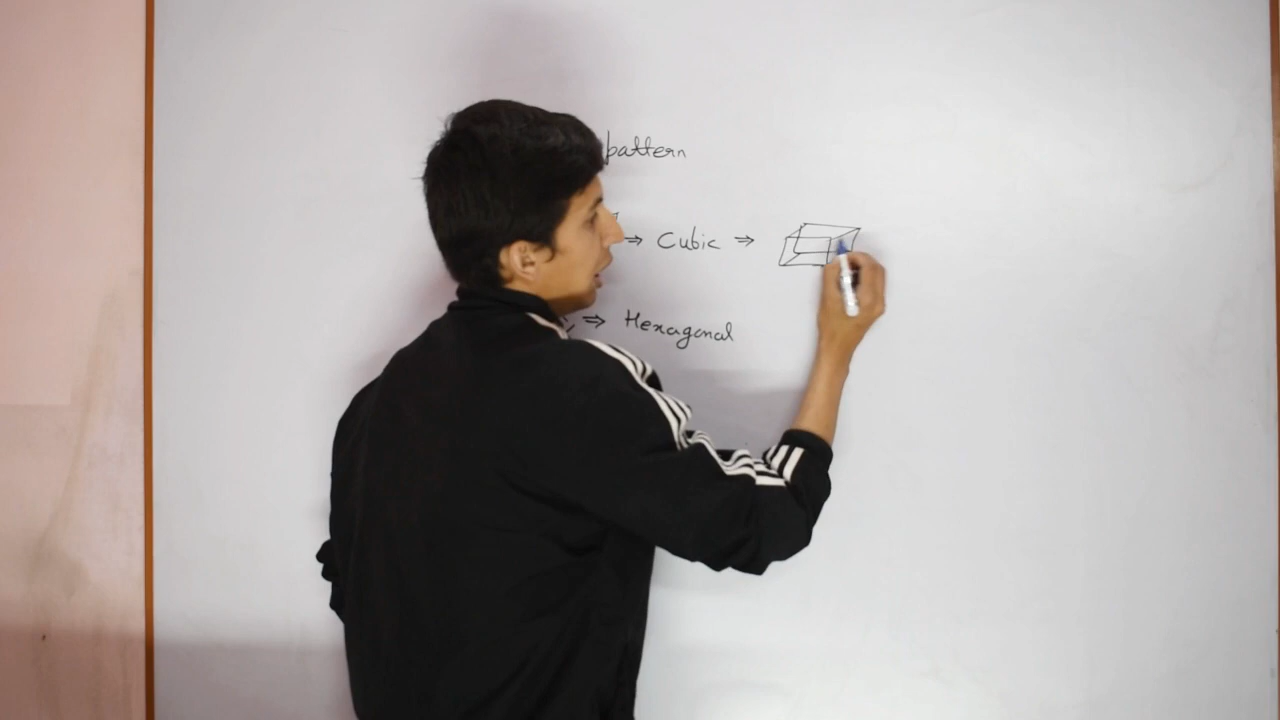 pattern
⇒ Cubic ⇒
⇒ Hexagonal